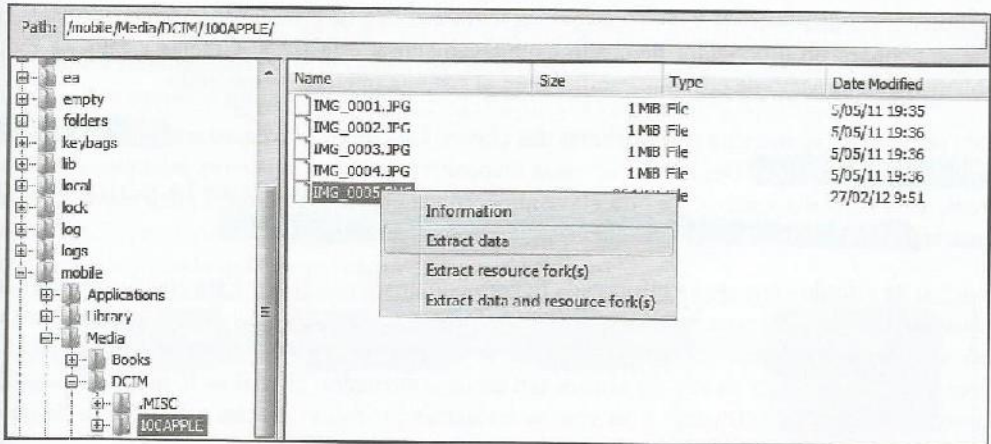 Path: /mobile/Media/DCIM/100APPLE/
ea
empty
folders
keybags
lib
local
lock
log
logs
mobile
Applications
Library
Media
Books
DCIM
.MISC
100APPLE
Name Size Type Date Modified
IMG_0001.JPG 1 MiB File 5/05/11 19:35
IMG_0002.JPG 1 MiB File 5/05/11 19:36
IMG_0003.JPG 1 MiB File 5/05/11 19:36
IMG_0004.JPG 1 MiB File 5/05/11 19:36
IMG_0005 27/02/12 9:51
Information
Extract data
Extract resource fork(s)
Extract data and resource fork(s)